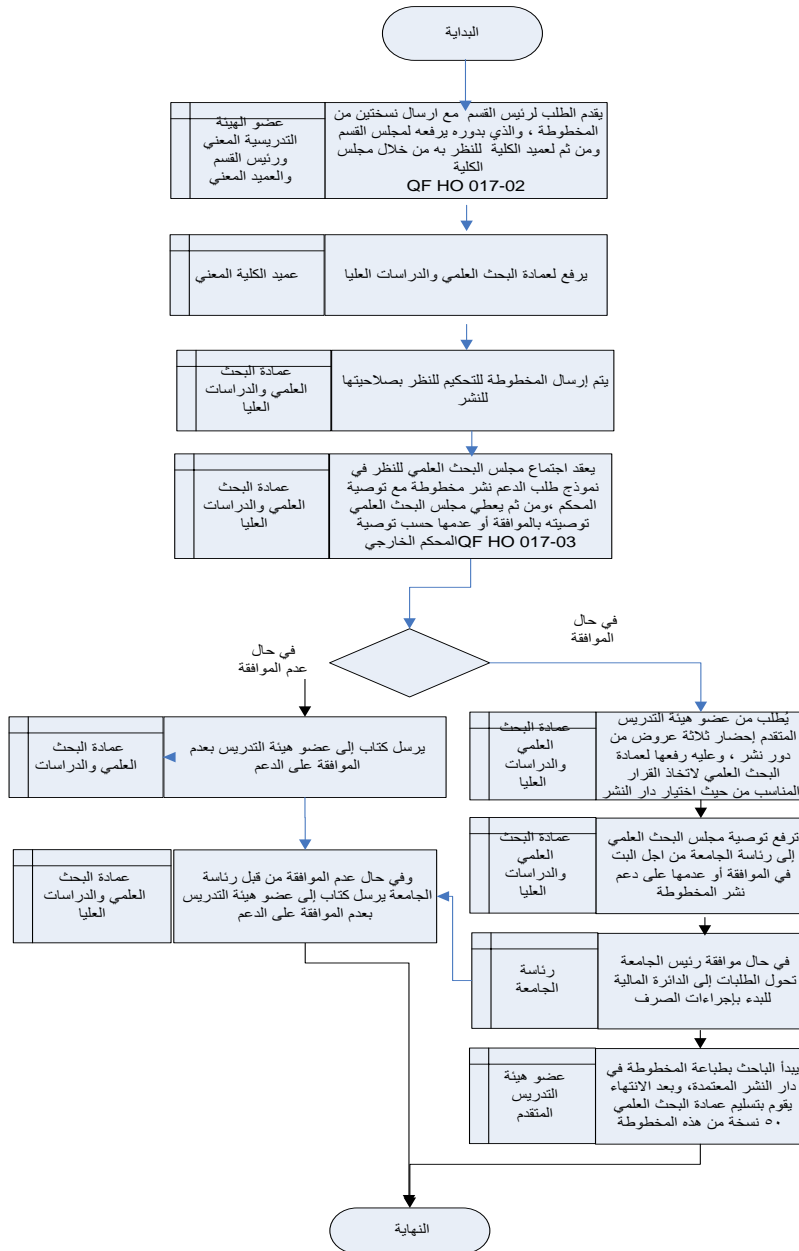 البداية
يقدم الطلب لرئيس القسم مع ارسال نسختين من
المخطوطة ، والذي بدوره يرفعه لمجلس القسم
ومن ثم لعميد الكلية للنظر به من خلال مجلس
الكلية
QF HO 017-02
عضو الهيئة
التدريسية المعني
ورئيس القسم
والعميد المعني
يرفع لعمادة البحث العلمي والدراسات العليا
عميد الكلية المعني
يتم إرسال المخطوطة للتحكيم للنظر بصلاحيتها
للنشر
عمادة البحث
العلمي والدراسات
العليا
يعقد اجتماع مجلس البحث العلمي للنظر في
نموذج طلب الدعم نشر مخطوطة مع توصية
المحكم ،ومن ثم يعطي مجلس البحث العلمي
توصيته بالموافقة أو عدمها حسب توصية
المحكم الخارجيQF HO 017-03
عمادة البحث
العلمي والدراسات
العليا
في حال
الموافقة
في حال
عدم الموافقة
يُطلب من عضو هيئة التدريس
المتقدم إحضار ثلاثة عروض من
دور نشر ، وعليه رفعها لعمادة
البحث العلمي لاتخاذ القرار
المناسب من حيث اختيار دار النشر
عمادة البحث
العلمي
والدراسات
العليا
يرسل كتاب إلى عضو هيئة التدريس بعدم
الموافقة على الدعم
عمادة البحث
العلمي والدراسات
ترفع توصية مجلس البحث العلمي
إلى رئاسة الجامعة من اجل البت
في الموافقة أو عدمها على دعم
نشر المخطوطة
عمادة البحث
العلمي
والدراسات
العليا
وفي حال عدم الموافقة من قبل رئاسة
الجامعة يرسل كتاب إلى عضو هيئة التدريس
بعدم الموافقة على الدعم
عمادة البحث
العلمي والدراسات
العليا
في حال موافقة رئيس الجامعة
تحول الطلبات إلى الدائرة المالية
للبدء بإجراءات الصرف
رئاسة
الجامعة
يبدأ الباحث بطباعة المخطوطة في
دار النشر المعتمدة، وبعد الانتهاء
يقوم بتسليم عمادة البحث العلمي
٥٠ نسخة من هذه المخطوطة
عضو هيئة
التدريس
المتقدم
النهاية